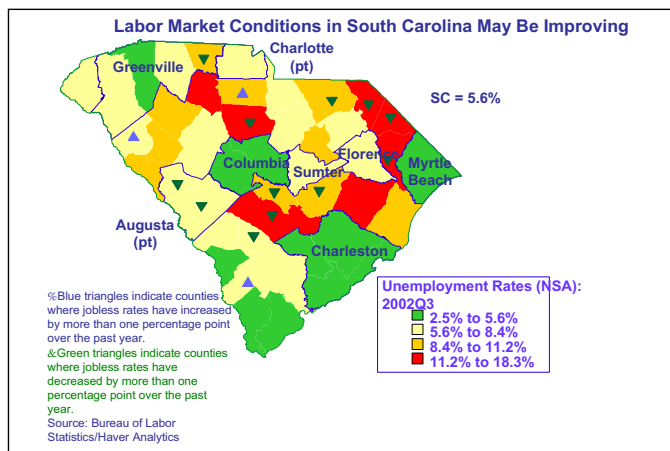 Labor Market Conditions in South Carolina May Be Improving
Charlotte
(pt)
Greenville
SC = 5.6%
Columbia
Florence
Sumter
Myrtle
Beach
Augusta
(pt)
Charleston
%Blue triangles indicate counties
where jobless rates have increased
by more than one percentage point
over the past year.
&Green triangles indicate counties
where jobless rates have
decreased by more than one
percentage point over the past
year.
Source: Bureau of Labor
Statistics/Haver Analytics
Unemployment Rates (NSA):
2002Q3
2.5% to 5.6%
5.6% to 8.4%
8.4% to 11.2%
11.2% to 18.3%